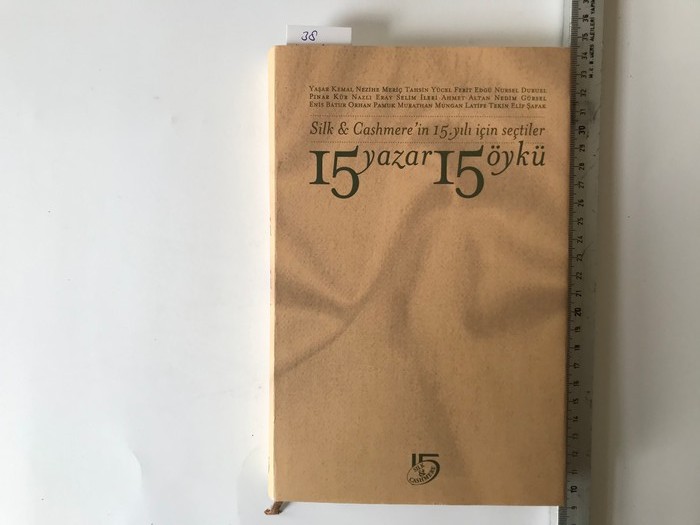 38
Yaşar Kemal Nezihe Meriç Tahsin Yücel Ferit Edgü Nursel Duruel
Pınar Kür Nazlı Eray Selim İleri Ahmet Altan Nedim Gürsel
Enis Batur Orhan Pamuk Murathan Mungan Latife Tekin Elif Şafak
Silk & Cashmere'in 15.yılı için seçtiler
15 yazar 15 öykü
15
SILK
&
CASHMERE